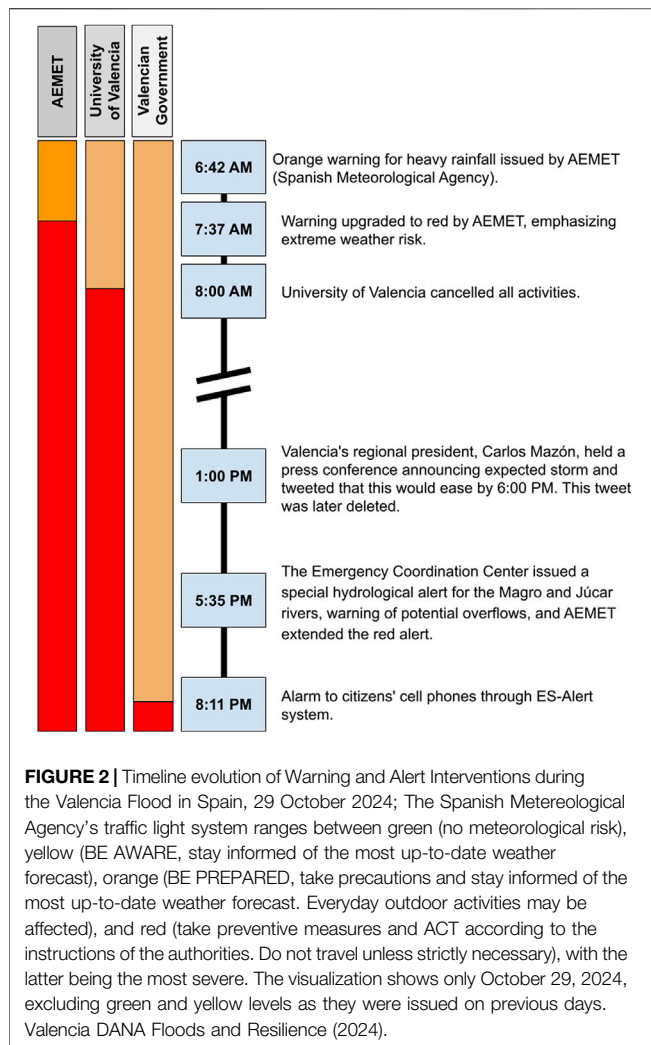 AEMET
University
of Valencia
Valencian
Government
6:42 AM
Orange warning for heavy rainfall issued by AEMET
(Spanish Meteorological Agency).
7:37 AM
Warning upgraded to red by AEMET, emphasizing
extreme weather risk.
8:00 AM
University of Valencia cancelled all activities.
1:00 PM
Valencia's regional president, Carlos Mazón, held a
press conference announcing expected storm and
tweeted that this would ease by 6:00 PM. This tweet
was later deleted.
5:35 PM
The Emergency Coordination Center issued a
special hydrological alert for the Magro and Júcar
rivers, warning of potential overflows, and AEMET
extended the red alert.
8:11 PM
Alarm to citizens' cell phones through ES-Alert
system.
FIGURE 2 | Timeline evolution of Warning and Alert Interventions during
the Valencia Flood in Spain, 29 October 2024; The Spanish Metereological
Agency's traffic light system ranges between green (no meteorological risk),
yellow (BE AWARE, stay informed of the most up-to-date weather
forecast), orange (BE PREPARED, take precautions and stay informed of the
most up-to-date weather forecast. Everyday outdoor activities may be
affected), and red (take preventive measures and ACT according to the
instructions of the authorities. Do not travel unless strictly necessary), with the
latter being the most severe. The visualization shows only October 29, 2024,
excluding green and yellow levels as they were issued on previous days.
Valencia DANA Floods and Resilience (2024).